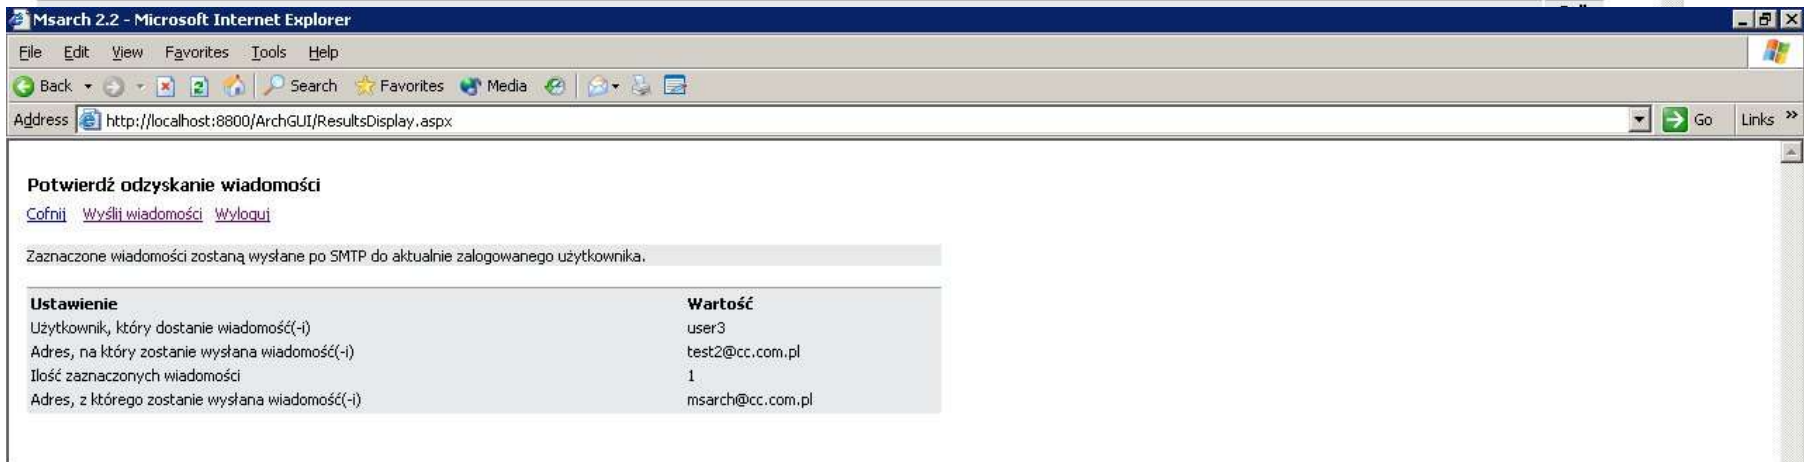 Msarch 2.2 - Microsoft Internet Explorer
File Edit View Favorites Tools Help
Back Search Favorites Media
Address http://localhost:8800/ArchGUI/ResultsDisplay.aspx Go Links »
Potwierdź odzyskanie wiadomości
Cofnij Wyślij wiadomości Wyloguj
Zaznaczone wiadomości zostaną wysłane po SMTP do aktualnie zalogowanego użytkownika.
Ustawienie Wartość
Użytkownik, który dostanie wiadomość(-i) user3
Adres, na który zostanie wysłana wiadomość(-i) test2@cc.com.pl
Ilość zaznaczonych wiadomości 1
Adres, z którego zostanie wysłana wiadomość(-i) msarch@cc.com.pl